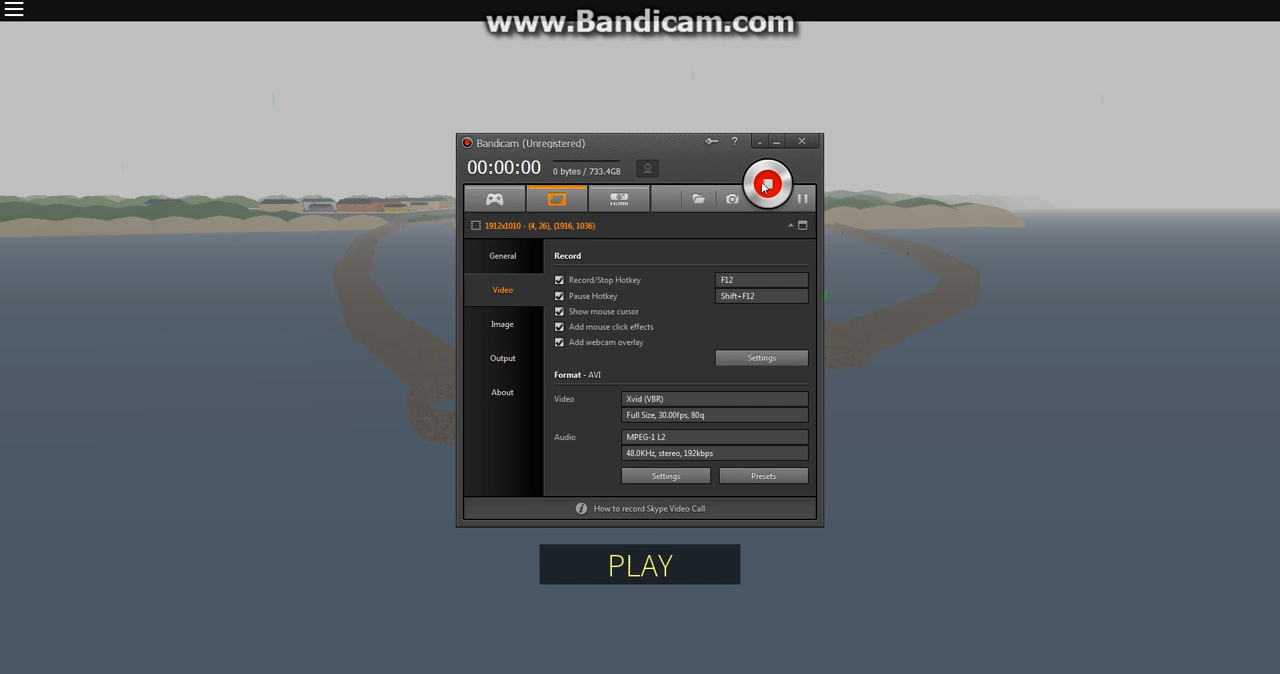 www.Bandicam.com
Bandicam (Unregistered)
?
00:00:00
0 bytes / 733.4GB
HDMI
1912x1010 - (4, 26), (1916, 1036)
General
Video
Image
Output
About
Record
Record/Stop Hotkey
F12
Pause Hotkey
Shift+F12
Show mouse cursor
Add mouse click effects
Add webcam overlay
Settings
Format - AVI
Video
Xvid (VBR)
Full Size, 30.00fps, 80q
Audio
MPEG-1 L2
48.0KHz, stereo, 192kbps
Settings
Presets
How to record Skype Video Call
PLAY